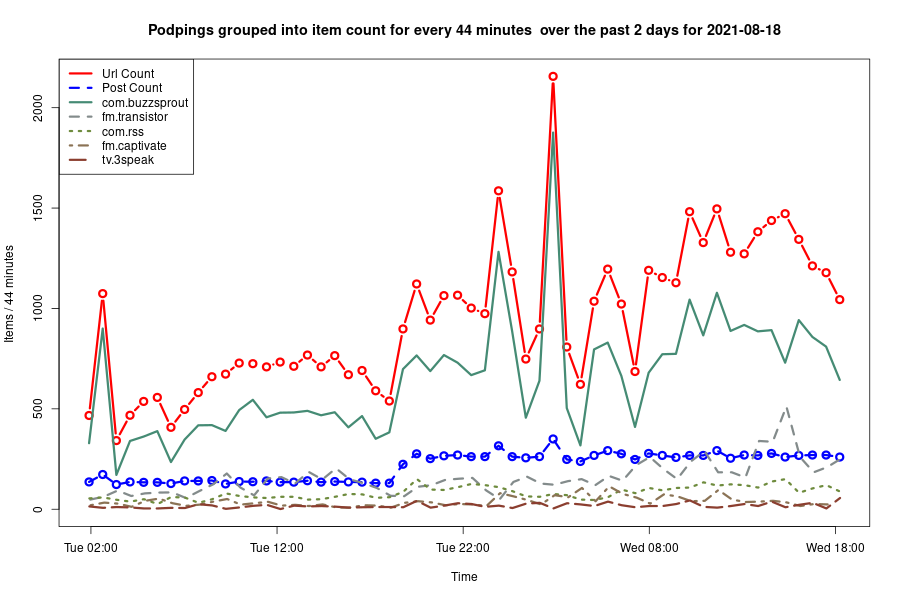 Podpings grouped into item count for every 44 minutes  over the past 2 days for 2021-08-18
Url Count
Post Count
com.buzzsprout
fm.transistor
com.rss
fm.captivate
tv.3speak
Items / 44 minutes
2000
1500
1000
500
0
Tue 02:00 Tue 12:00 Tue 22:00 Wed 08:00 Wed 18:00
Time